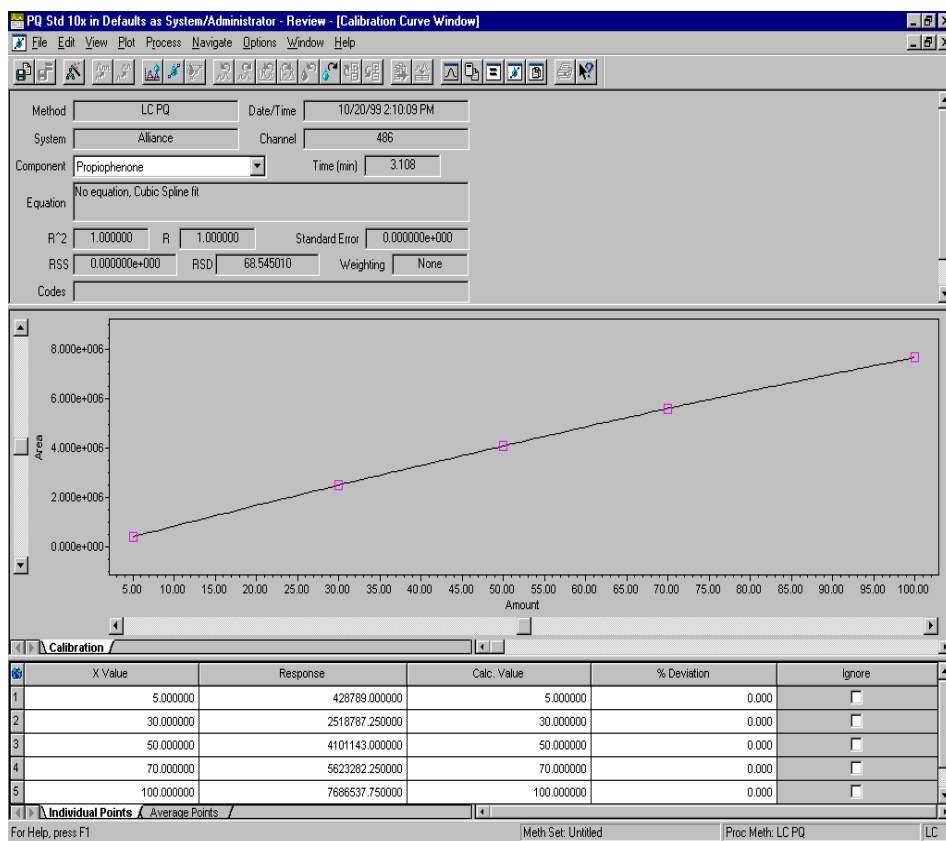 PQ Std 10x in Defaults as System/Administrator - Review - [Calibration Curve Window]
File Edit View Plot Process Navigate Options Window Help
Method LC PQ Date/Time 10/20/99 2:10:09 PM
System Alliance Channel 486
Component Propiophenone Time (min) 3.108
Equation No equation, Cubic Spline fit
R^2 1.000000 R 1.000000 Standard Error 0.000000e+000
RSS 0.000000e+000 RSD 68.545010 Weighting None
Codes
Area
8.000e+006
6.000e+006
4.000e+006
2.000e+006
0.000e+000
5.00 10.00 15.00 20.00 25.00 30.00 35.00 40.00 45.00 50.00 55.00 60.00 65.00 70.00 75.00 80.00 85.00 90.00 95.00 100.00
Amount
Calibration
X Value Response Calc. Value % Deviation Ignore
1 5.000000 428789.000000 5.000000 0.000
2 30.000000 2518787.250000 30.000000 0.000
3 50.000000 4101143.000000 50.000000 0.000
4 70.000000 5623282.250000 70.000000 0.000
5 100.000000 7686537.750000 100.000000 0.000
Individual Points Average Points
For Help, press F1 Meth Set: Untitled Proc Meth: LC PQ LC